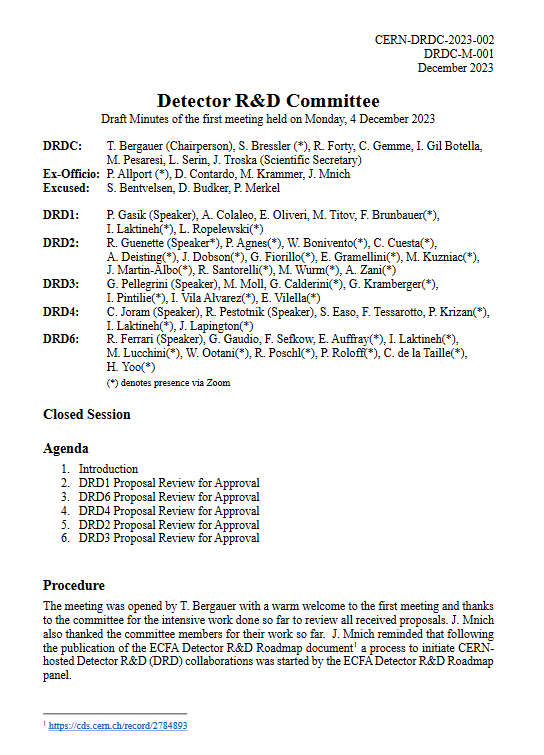 CERN-DRDC-2023-002
DRDC-M-001
December 2023
Detector R&D Committee
Draft Minutes of the first meeting held on Monday, 4 December 2023
DRDC: T. Bergauer (Chairperson), S. Bressler (*), R. Forty, C. Gemme, I. Gil Botella,
M. Pesaresi, L. Serin, J. Troska (Scientific Secretary)
Ex-Officio: P. Allport (*), D. Contardo, M. Krammer, J. Mnich
Excused: S. Bentvelsen, D. Budker, P. Merkel
DRD1: P. Gasik (Speaker), A. Colaleo, E. Oliveri, M. Titov, F. Brunbauer(*),
I. Laktineh(*), L. Ropelewski(*)
DRD2: R. Guenette (Speaker*), P. Agnes(*), W. Bonivento(*), C. Cuesta(*),
A. Deisting(*), J. Dobson(*), G. Fiorillo(*), E. Gramellini(*), M. Kuzniac(*),
J. Martin-Albo(*), R. Santorelli(*), M. Wurm(*), A. Zani(*)
DRD3: G. Pellegrini (Speaker), M. Moll, G. Calderini(*), G. Kramberger(*),
I. Pintilie(*), I. Vila Alvarez(*), E. Vilella(*)
DRD4: C. Joram (Speaker), R. Pestotnik (Speaker), S. Easo, F. Tessarotto, P. Krizan(*),
I. Laktineh(*), J. Lapington(*)
DRD6: R. Ferrari (Speaker), G. Gaudio, F. Sefkow, E. Auffray(*), I. Laktineh(*),
M. Lucchini(*), W. Ootani(*), R. Poschl(*), P. Roloff(*), C. de la Taille(*),
H. Yoo(*)
(*) denotes presence via Zoom
Closed Session
Agenda
1. Introduction
2. DRD1 Proposal Review for Approval
3. DRD6 Proposal Review for Approval
4. DRD4 Proposal Review for Approval
5. DRD2 Proposal Review for Approval
6. DRD3 Proposal Review for Approval
Procedure
The meeting was opened by T. Bergauer with a warm welcome to the first meeting and thanks
to the committee for the intensive work done so far to review all received proposals. J. Mnich
also thanked the committee members for their work so far. J. Mnich reminded that following
the publication of the ECFA Detector R&D Roadmap document¹ a process to initiate CERN-
hosted Detector R&D (DRD) collaborations was started by the ECFA Detector R&D Roadmap
panel.
¹ https://cds.cern.ch/record/2784893